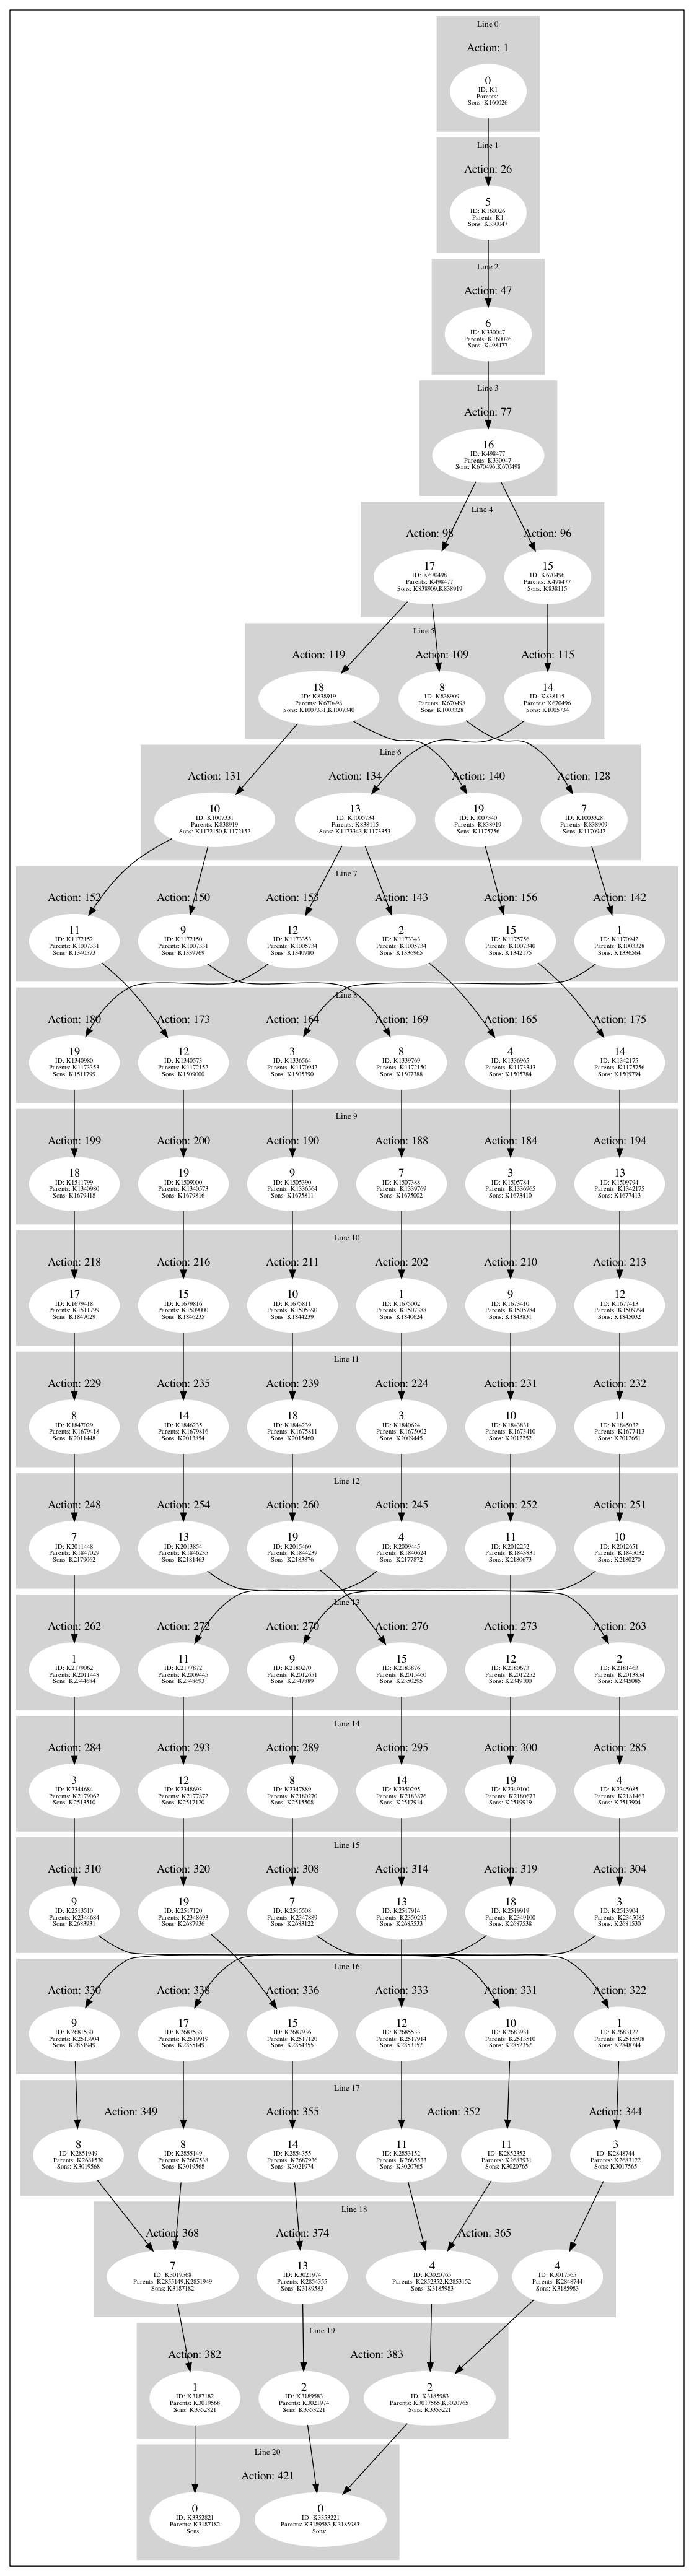 Line 0
Action: 1
0
ID: K1
Parents:
Sons: K160026
Line 1
Action: 26
5
ID: K160026
Parents: K1
Sons: K330047
Line 2
Action: 47
6
ID: K330047
Parents: K160026
Sons: K498477
Line 3
Action: 77
16
ID: K498477
Parents: K330047
Sons: K670496,K670498
Line 4
Action: 98 Action: 96
17 15
ID: K670498 ID: K670496
Parents: K498477 Parents: K498477
Sons: K838909,K838919 Sons: K838115
Line 5
Action: 119 Action: 109 Action: 115
18 8 14
ID: K838919 ID: K838909 ID: K838115
Parents: K670498 Parents: K670498 Parents: K670496
Sons: K1007331,K1007340 Sons: K1003328 Sons: K1005734
Line 6
Action: 131 Action: 134 Action: 140 Action: 128
10 13 19 7
ID: K1007331 ID: K1005734 ID: K1007340 ID: K1003328
Parents: K838919 Parents: K838115 Parents: K838919 Parents: K838909
Sons: K1172150,K1172152 Sons: K1173343,K1173353 Sons: K1175756 Sons: K1170942
Line 7
Action: 152 Action: 150 Action: 153 Action: 143 Action: 156 Action: 142
11 9 12 2 15 1
ID: K1172152 ID: K1172150 ID: K1173353 ID: K1173343 ID: K1175756 ID: K1170942
Parents: K1007331 Parents: K1007331 Parents: K1005734 Parents: K1005734 Parents: K1007340 Parents: K1003328
Sons: K1340573 Sons: K1339769 Sons: K1340980 Sons: K1336965 Sons: K1342175 Sons: K1336564
Line 8
Action: 180 Action: 173 Action: 164 Action: 169 Action: 165 Action: 175
19 12 3 8 4 14
ID: K1340980 ID: K1340573 ID: K1336564 ID: K1339769 ID: K1336965 ID: K1342175
Parents: K1173353 Parents: K1172152 Parents: K1170942 Parents: K1172150 Parents: K1173343 Parents: K1175756
Sons: K1511799 Sons: K1509000 Sons: K1505390 Sons: K1507388 Sons: K1505784 Sons: K1509794
Line 9
Action: 199 Action: 200 Action: 190 Action: 188 Action: 184 Action: 194
18 19 9 7 3 13
ID: K1511799 ID: K1509000 ID: K1505390 ID: K1507388 ID: K1505784 ID: K1509794
Parents: K1340980 Parents: K1340573 Parents: K1336564 Parents: K1339769 Parents: K1336965 Parents: K1342175
Sons: K1679418 Sons: K1679816 Sons: K1675811 Sons: K1675002 Sons: K1673410 Sons: K1677413
Line 10
Action: 218 Action: 216 Action: 211 Action: 202 Action: 210 Action: 213
17 15 10 1 9 12
ID: K1679418 ID: K1679816 ID: K1675811 ID: K1675002 ID: K1673410 ID: K1677413
Parents: K1511799 Parents: K1509000 Parents: K1505390 Parents: K1507388 Parents: K1505784 Parents: K1509794
Sons: K1847029 Sons: K1846235 Sons: K1844239 Sons: K1840624 Sons: K1843831 Sons: K1845032
Line 11
Action: 229 Action: 235 Action: 239 Action: 224 Action: 231 Action: 232
8 14 18 3 10 11
ID: K1847029 ID: K1846235 ID: K1844239 ID: K1840624 ID: K1843831 ID: K1845032
Parents: K1679418 Parents: K1679816 Parents: K1675811 Parents: K1675002 Parents: K1673410 Parents: K1677413
Sons: K2011448 Sons: K2013854 Sons: K2015460 Sons: K2009445 Sons: K2012252 Sons: K2012651
Line 12
Action: 248 Action: 254 Action: 260 Action: 245 Action: 252 Action: 251
7 13 19 4 11 10
ID: K2011448 ID: K2013854 ID: K2015460 ID: K2009445 ID: K2012252 ID: K2012651
Parents: K1847029 Parents: K1846235 Parents: K1844239 Parents: K1840624 Parents: K1843831 Parents: K1845032
Sons: K2179062 Sons: K2181463 Sons: K2183876 Sons: K2177872 Sons: K2180673 Sons: K2180270
Line 13
Action: 262 Action: 272 Action: 270 Action: 276 Action: 273 Action: 263
1 11 9 15 12 2
ID: K2179062 ID: K2177872 ID: K2180270 ID: K2183876 ID: K2180673 ID: K2181463
Parents: K2011448 Parents: K2009445 Parents: K2012651 Parents: K2015460 Parents: K2012252 Parents: K2013854
Sons: K2344684 Sons: K2348693 Sons: K2347889 Sons: K2350295 Sons: K2349100 Sons: K2345085
Line 14
Action: 284 Action: 293 Action: 289 Action: 295 Action: 300 Action: 285
3 12 8 14 19 4
ID: K2344684 ID: K2348693 ID: K2347889 ID: K2350295 ID: K2349100 ID: K2345085
Parents: K2179062 Parents: K2177872 Parents: K2180270 Parents: K2183876 Parents: K2180673 Parents: K2181463
Sons: K2513510 Sons: K2517120 Sons: K2515508 Sons: K2517914 Sons: K2519919 Sons: K2513904
Line 15
Action: 310 Action: 320 Action: 308 Action: 314 Action: 319 Action: 304
9 19 7 13 18 3
ID: K2513510 ID: K2517120 ID: K2515508 ID: K2517914 ID: K2519919 ID: K2513904
Parents: K2344684 Parents: K2348693 Parents: K2347889 Parents: K2350295 Parents: K2349100 Parents: K2345085
Sons: K2683931 Sons: K2687936 Sons: K2683122 Sons: K2685533 Sons: K2687538 Sons: K2681530
Line 16
Action: 330 Action: 338 Action: 336 Action: 333 Action: 331 Action: 322
9 17 15 12 10 1
ID: K2681530 ID: K2687538 ID: K2687936 ID: K2685533 ID: K2683931 ID: K2683122
Parents: K2513904 Parents: K2519919 Parents: K2517120 Parents: K2517914 Parents: K2513510 Parents: K2515508
Sons: K2851949 Sons: K2855149 Sons: K2854355 Sons: K2853152 Sons: K2852352 Sons: K2848744
Line 17
Action: 349 Action: 355 Action: 352 Action: 344
8 8 14 11 11 3
ID: K2851949 ID: K2855149 ID: K2854355 ID: K2853152 ID: K2852352 ID: K2848744
Parents: K2681530 Parents: K2687538 Parents: K2687936 Parents: K2685533 Parents: K2683931 Parents: K2683122
Sons: K3019568 Sons: K3019568 Sons: K3021974 Sons: K3020765 Sons: K3020765 Sons: K3017565
Line 18
Action: 368 Action: 374 Action: 365
7 13 4 4
ID: K3019568 ID: K3021974 ID: K3020765 ID: K3017565
Parents: K2855149,K2851949 Parents: K2854355 Parents: K2852352,K2853152 Parents: K2848744
Sons: K3187182 Sons: K3189583 Sons: K3185983 Sons: K3185983
Line 19
Action: 382 Action: 383
1 2 2
ID: K3187182 ID: K3189583 ID: K3185983
Parents: K3019568 Parents: K3021974 Parents: K3017565,K3020765
Sons: K3352821 Sons: K3353221 Sons: K3353221
Line 20
Action: 421
0 0
ID: K3352821 ID: K3353221
Parents: K3187182 Parents: K3189583,K3185983
Sons: Sons: